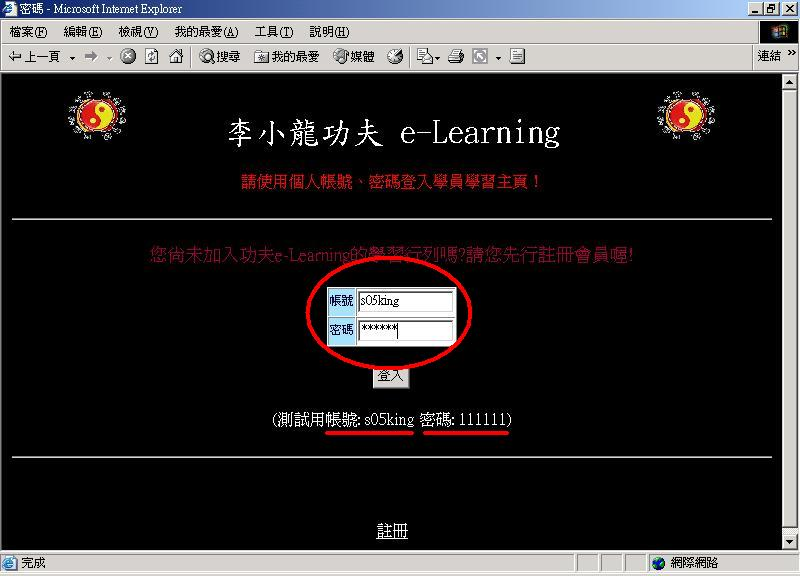 密碼 - Microsoft Internet Explorer
檔案(F) 編輯(E) 檢視(V) 我的最愛(A) 工具(T) 說明(H)
上一頁 搜尋 我的最愛 媒體 連結 »
李小龍功夫 e-Learning
請使用個人帳號、密碼登入學員學習主頁！
您尚未加入功夫e-Learning的學習行列嗎?請您先行註冊會員喔!
帳號 s05king
密碼 ******
登入
(測試用帳號: s05king 密碼: 111111)
註冊
完成 網際網路